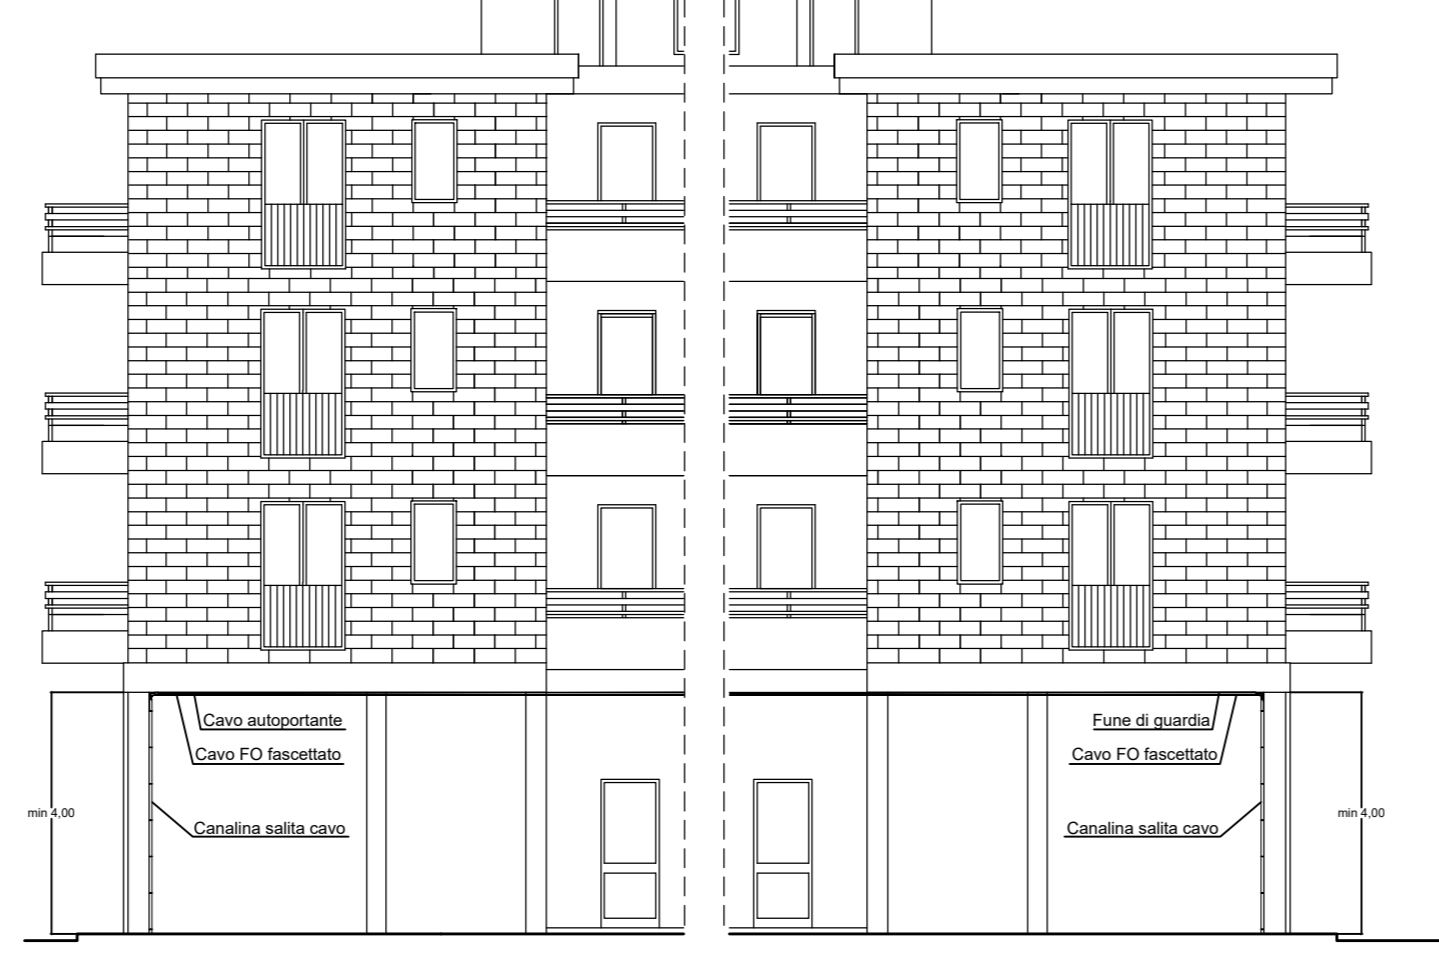 Cavo autoportante
Cavo FO fascettato
min 4,00
Canalina salita cavo
Fune di guardia
Cavo FO fascettato
min 4,00
Canalina salita cavo